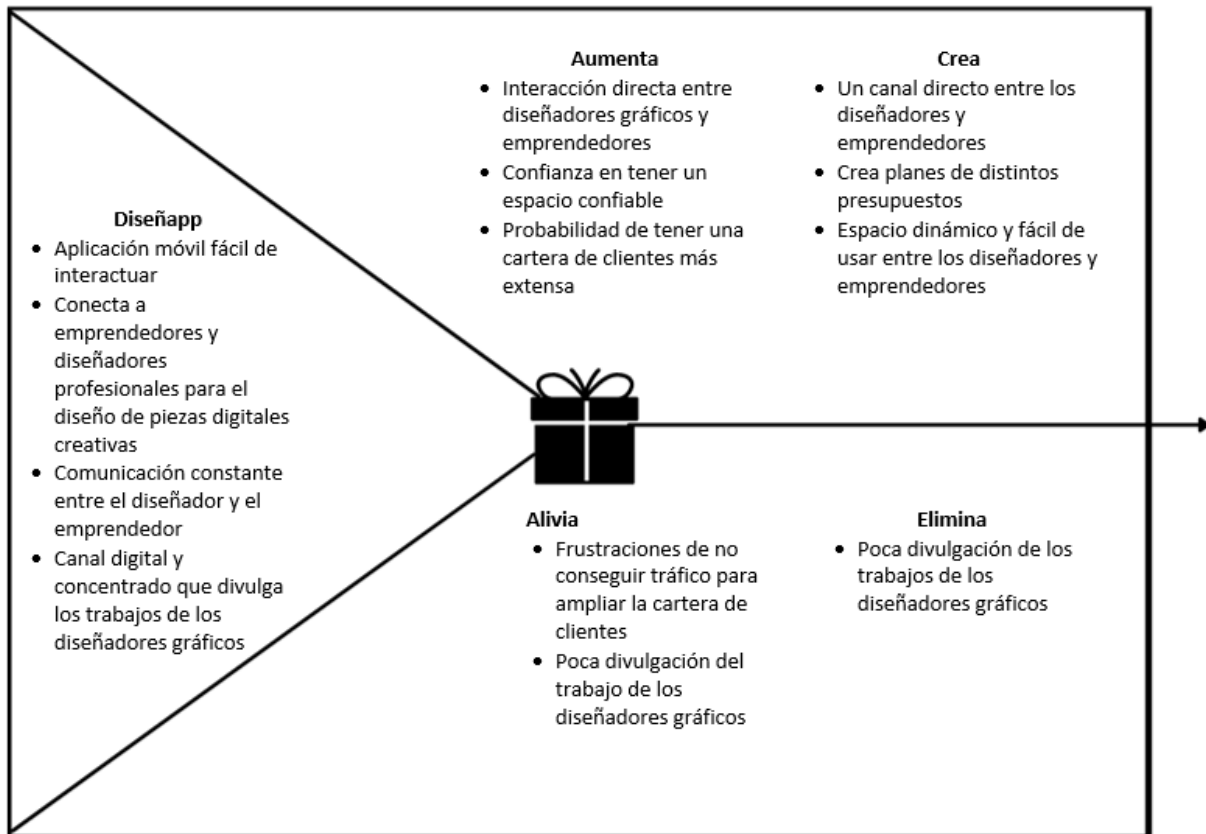 Diseñapp
• Aplicación móvil fácil de
interactuar
• Conecta a
emprendedores y
diseñadores
profesionales para el
diseño de piezas digitales
creativas
• Comunicación constante
entre el diseñador y el
emprendedor
• Canal digital y
concentrado que divulga
los trabajos de los
diseñadores gráficos
Aumenta
• Interacción directa entre
diseñadores gráficos y
emprendedores
• Confianza en tener un
espacio confiable
• Probabilidad de tener una
cartera de clientes más
extensa
Crea
• Un canal directo entre los
diseñadores y
emprendedores
• Crea planes de distintos
presupuestos
• Espacio dinámico y fácil de
usar entre los diseñadores y
emprendedores
Alivia
• Frustraciones de no
conseguir tráfico para
ampliar la cartera de
clientes
• Poca divulgación del
trabajo de los
diseñadores gráficos
Elimina
• Poca divulgación de los
trabajos de los
diseñadores gráficos